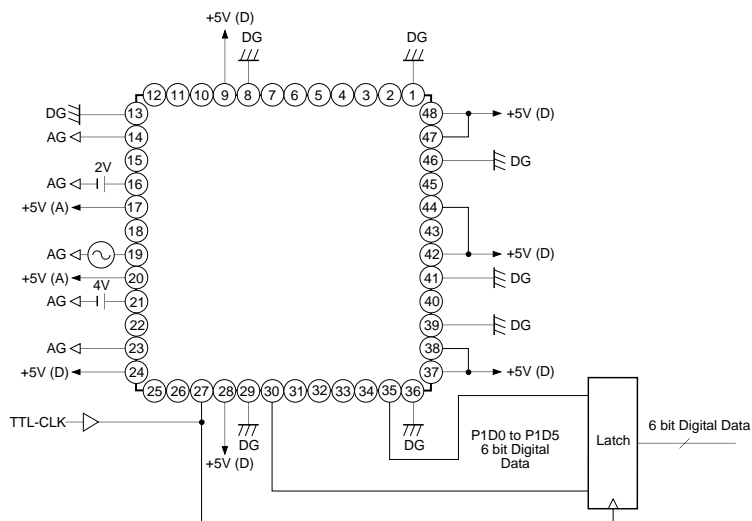 +5V (D)
DG
DG
12 11 10 9 8 7 6 5 4 3 2 1
DG 13
48 +5V (D)
AG 14
47
15
46 DG
2V
AG 16
45
+5V (A) 17
44
18
43
AG 19
42 +5V (D)
+5V (A) 20
41 DG
4V
AG 21
40
22
39 DG
AG 23
38
+5V (D) 24
37 +5V (D)
25 26 27 28 29 30 31 32 33 34 35 36
TTL-CLK
DG
DG
+5V (D)
P1D0 to P1D5
6 bit Digital
Data
Latch
6 bit Digital Data